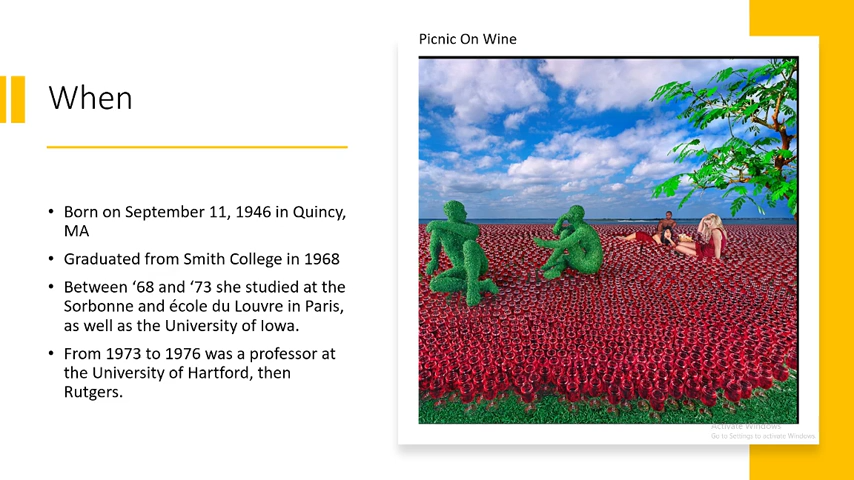 Picnic On Wine
When
• Born on September 11, 1946 in Quincy,
MA
• Graduated from Smith College in 1968
• Between ‘68 and ‘73 she studied at the
Sorbonne and école du Louvre in Paris,
as well as the University of Iowa.
• From 1973 to 1976 was a professor at
the University of Hartford, then
Rutgers.
Activate Windows
Go to Settings to activate Windows.